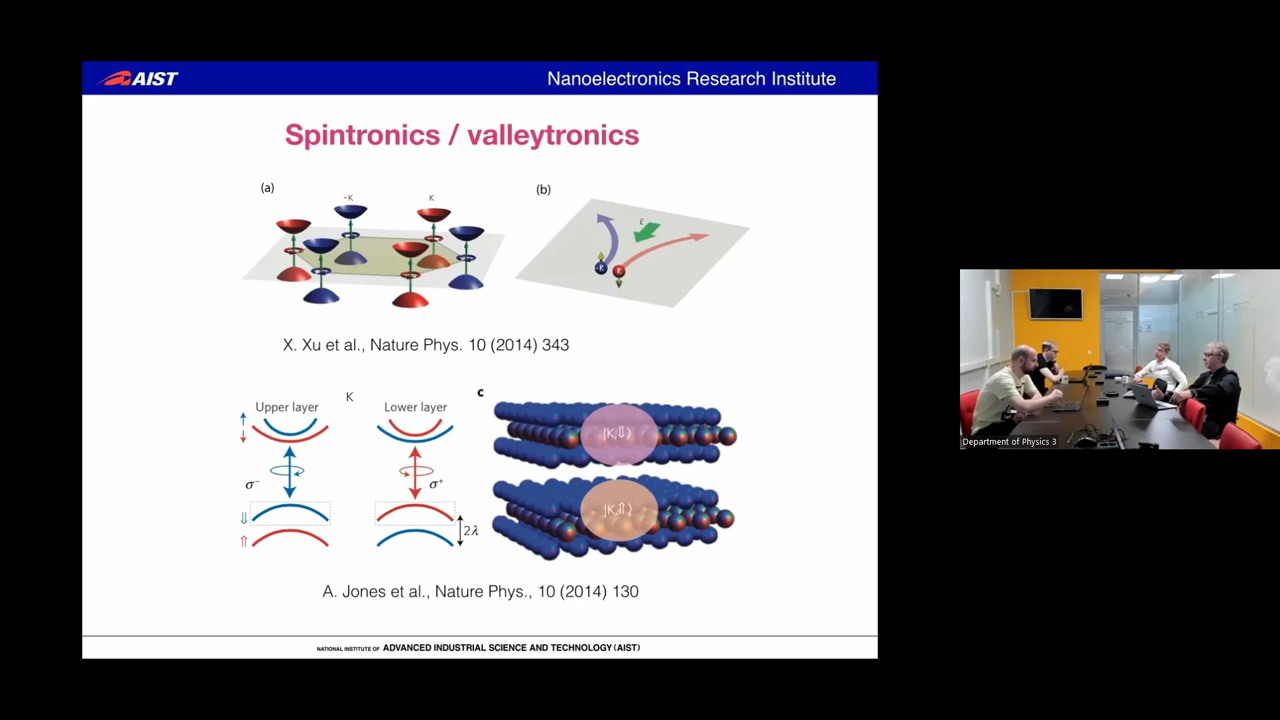 AIST
Nanoelectronics Research Institute
Spintronics / valleytronics
(a)
-K
K
(b)
E
-K
K
X. Xu et al., Nature Phys. 10 (2014) 343
K
Upper layer
Lower layer
c
↑
↓
σ⁻
σ⁺
⇓
⇑
2λ
|K,⇓⟩
|K,⇑⟩
A. Jones et al., Nature Phys., 10 (2014) 130
NATIONAL INSTITUTE OF ADVANCED INDUSTRIAL SCIENCE AND TECHNOLOGY (AIST)
Department of Physics 3